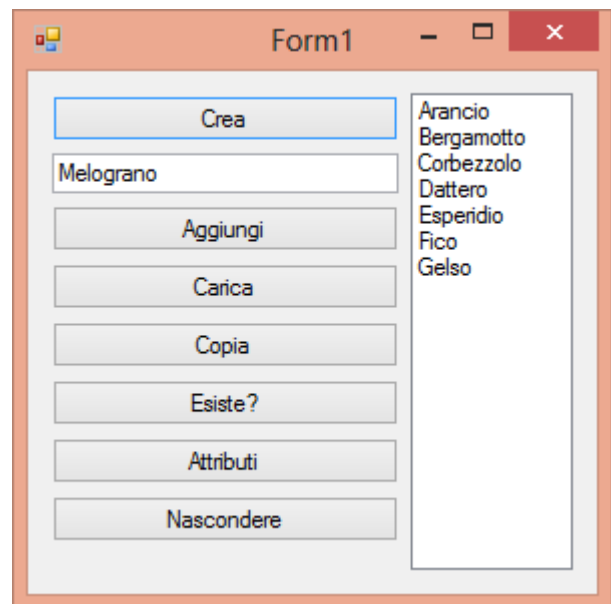 Form1
Crea
Melograno
Aggiungi
Carica
Copia
Esiste?
Attributi
Nascondere
Arancio
Bergamotto
Corbezzolo
Dattero
Esperidio
Fico
Gelso